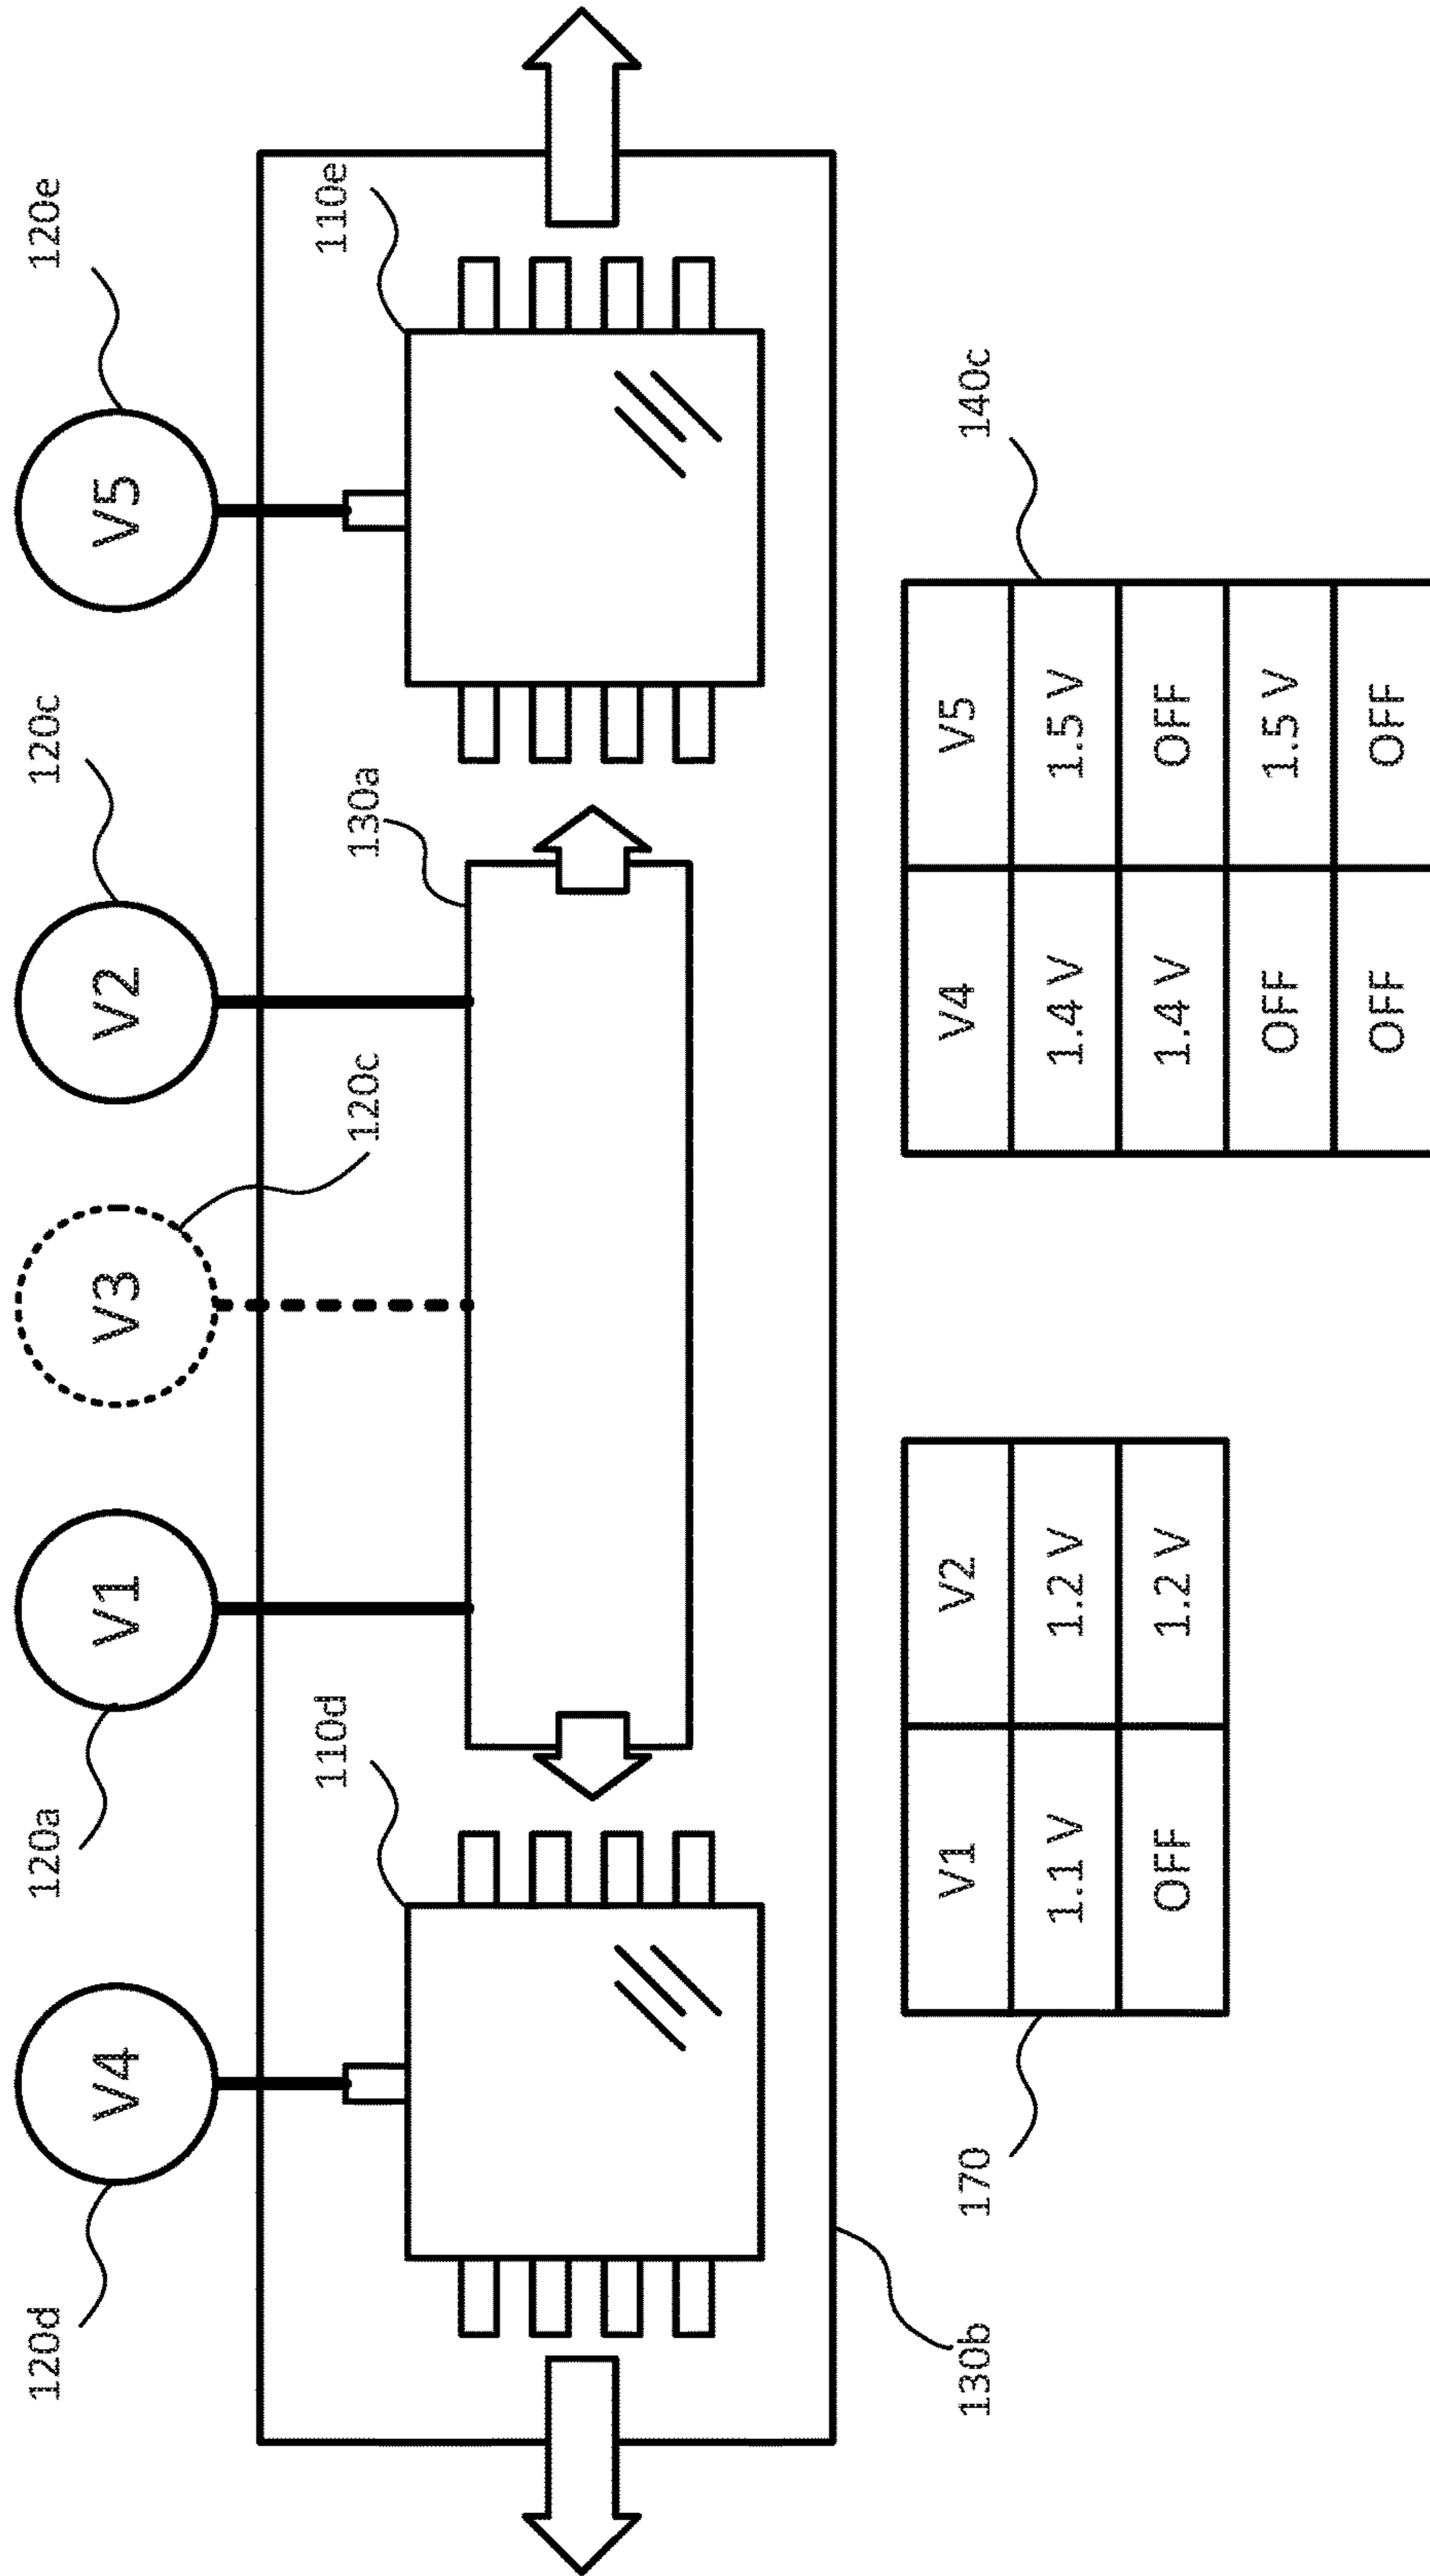 120d
120a
120c
120e
V4
V1
V3
V2
V5
110d
120c
130a
110e
130b
170
140c
V1 V2
1.1 V 1.2 V
OFF 1.2 V
V4 V5
1.4 V 1.5 V
1.4 V OFF
OFF 1.5 V
OFF OFF